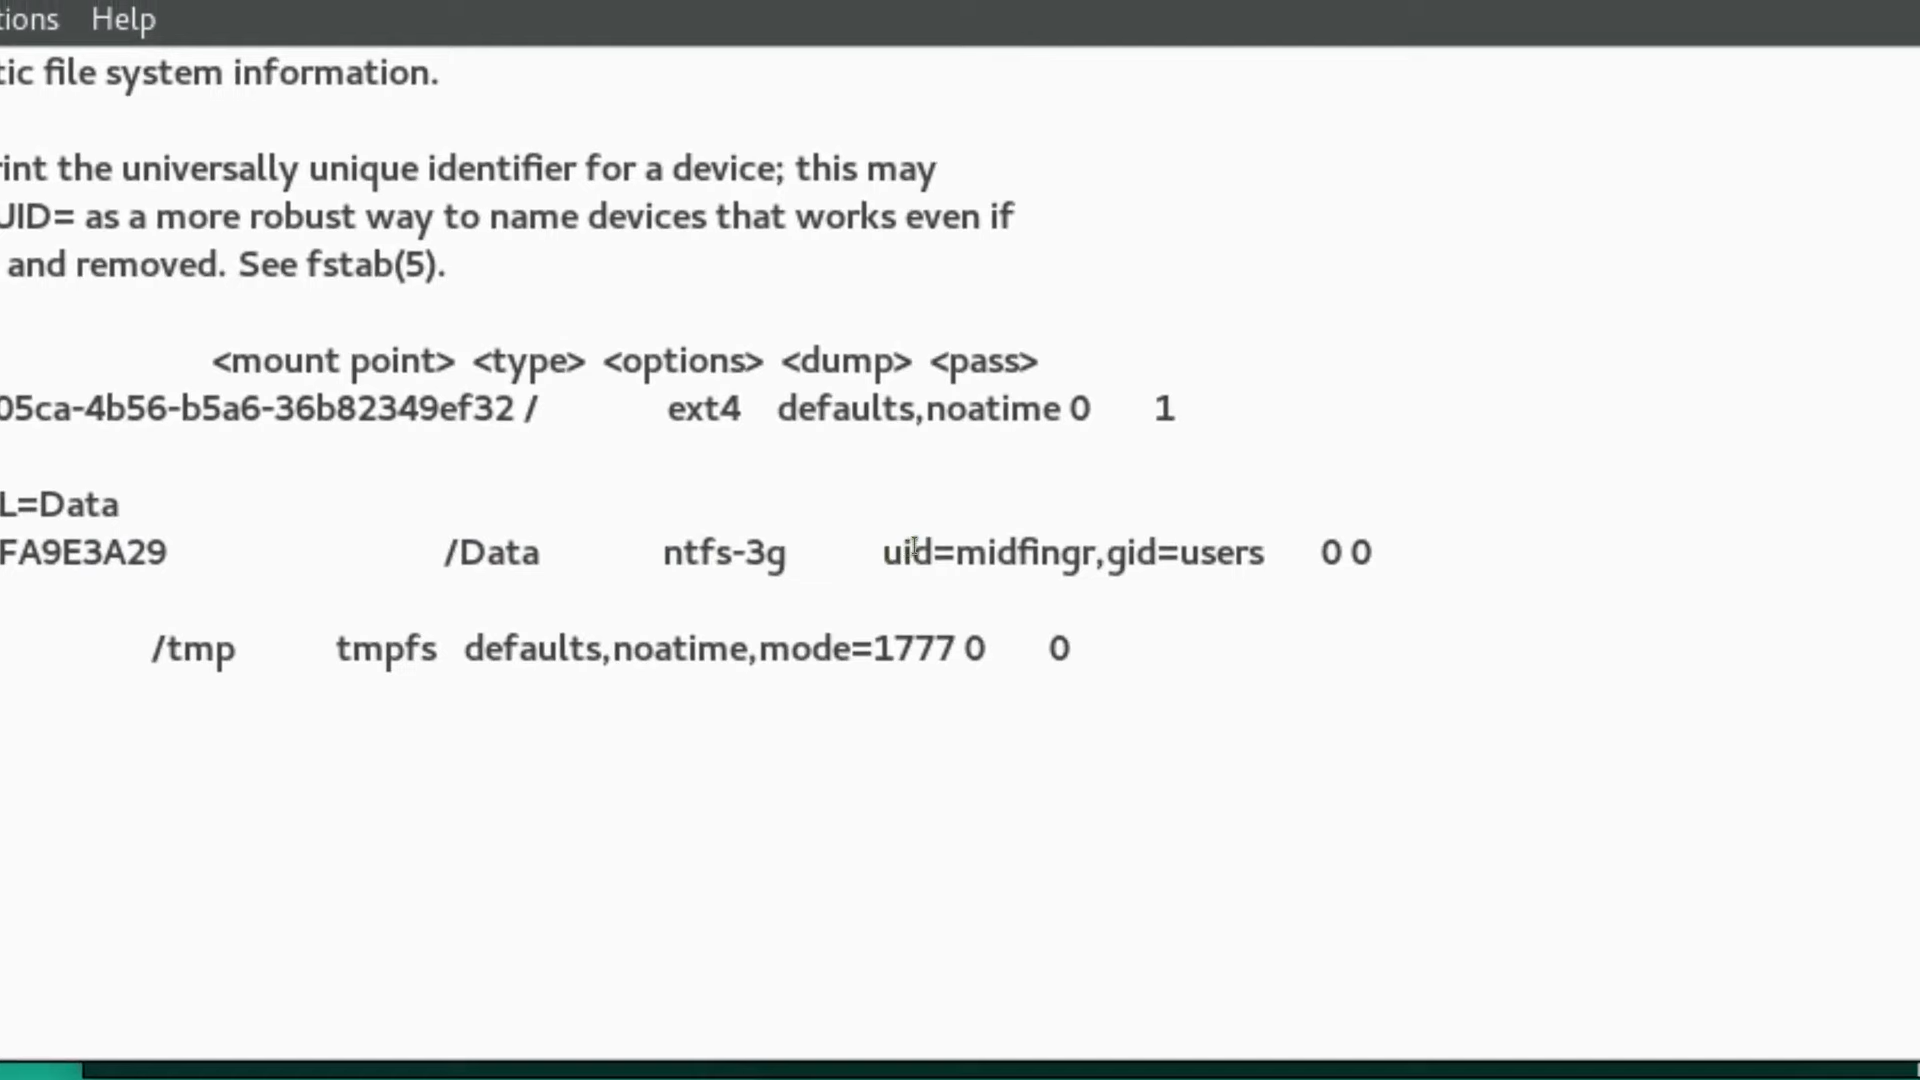 tions Help
tic file system information.
rint the universally unique identifier for a device; this may
UID= as a more robust way to name devices that works even if
and removed. See fstab(5).
<mount point> <type> <options> <dump> <pass>
05ca-4b56-b5a6-36b82349ef32 / ext4 defaults,noatime 0 1
L=Data
FA9E3A29 /Data ntfs-3g uid=midfingr,gid=users 0 0
/tmp tmpfs defaults,noatime,mode=1777 0 0